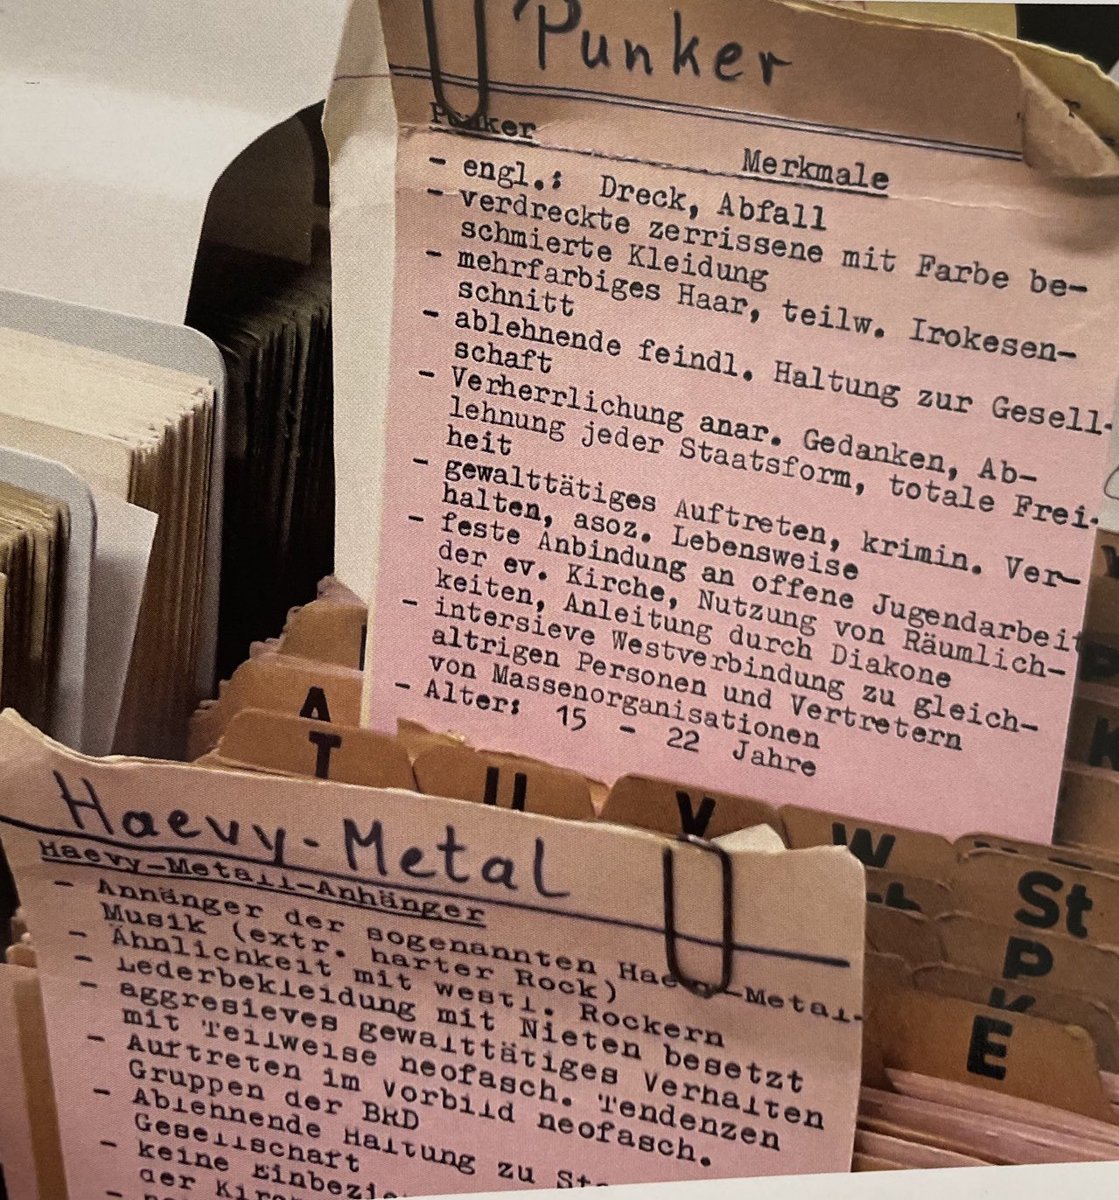 Punker
Punker
Merkmale
- engl.: Dreck, Abfall
- verdreckte zerrissene mit Farbe be-
schmierte Kleidung
- mehrfarbiges Haar, teilw. Irokesen-
schnitt
- ablehnende feindl. Haltung zur Gesell-
schaft
- Verherrlichung anar. Gedanken, Ab-
lehnung jeder Staatsform, totale Frei-
heit
- gewalttätiges Auftreten, krimin. Ver-
halten, asoz. Lebensweise
- feste Anbindung an offene Jugendarbeit
der ev. Kirche, Nutzung von Räumlich-
keiten, Anleitung durch Diakone
- intersieve Westverbindung zu gleich-
altrigen Personen und Vertretern
von Massenorganisationen
- Alter: 15 - 22 Jahre
A
T
U
V
W
St
P
K
E
Haevy-Metal
Haevy-Metall-Anhänger
- Anhänger der sogenannten Haevy-Metal-
Musik (extr. harter Rock)
- Ähnlichkeit mit westl. Rockern
- Lederbekleidung mit Nieten besetzt
- aggresieves gewalttätiges Verhalten
mit Teilweise neofasch. Tendenzen
- Auftreten im Vorbild neofasch.
Gruppen der BRD
- Ablehnende Haltung zu
Gesellschaft
- keine
der